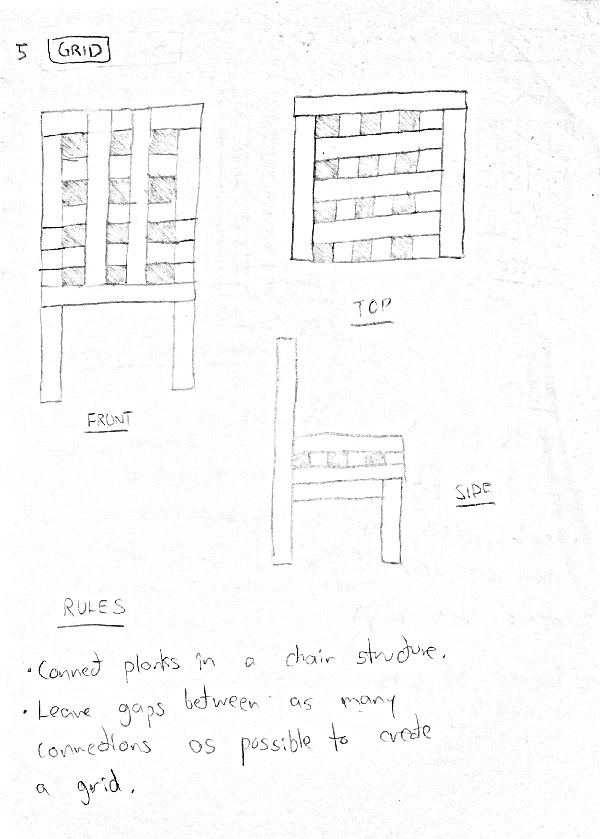 5 GRID
TOP
FRONT
SIDE
RULES
• Connect planks in a chair structure.
• Leave gaps between as many
connections as possible to create
a grid.